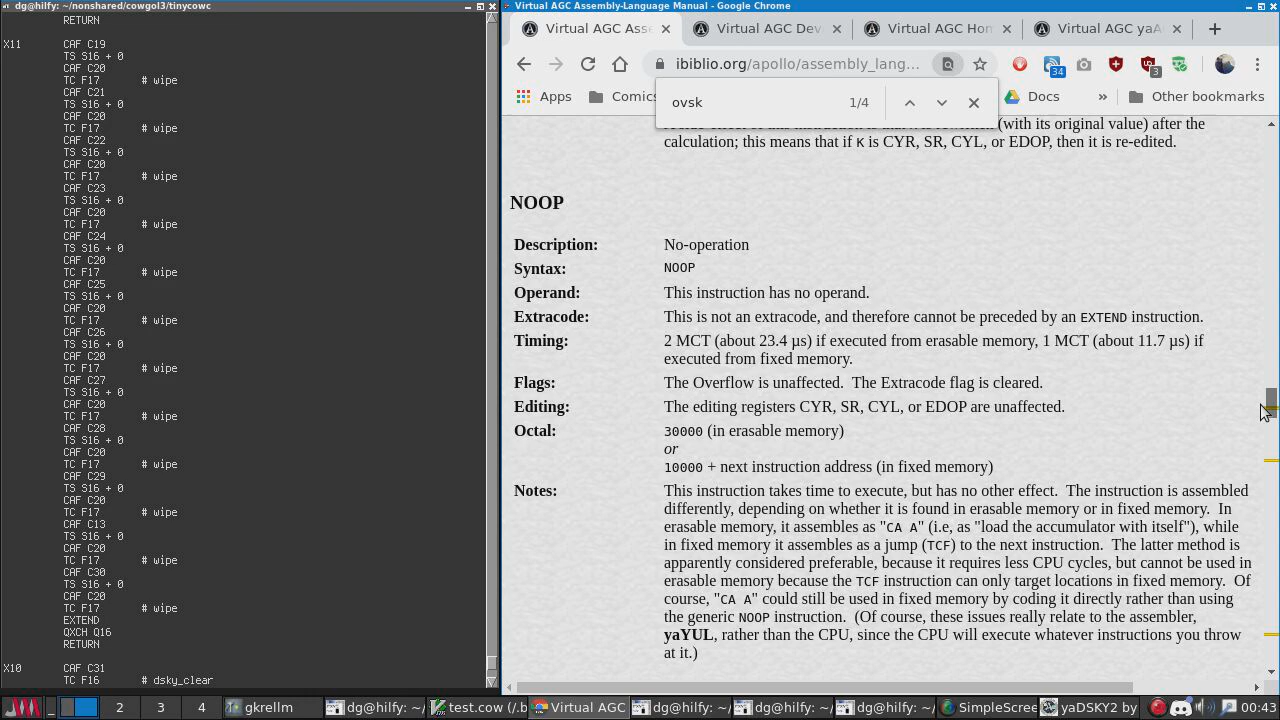 dg@hilfy: ~/nonshared/cowgol3/tinycowc
RETURN
X11 CAF C19
TS S16 + 0
CAF C20
TC F17 # wipe
CAF C21
TS S16 + 0
CAF C20
TC F17 # wipe
CAF C22
TS S16 + 0
CAF C20
TC F17 # wipe
CAF C23
TS S16 + 0
CAF C20
TC F17 # wipe
CAF C24
TS S16 + 0
CAF C20
TC F17 # wipe
CAF C25
TS S16 + 0
CAF C20
TC F17 # wipe
CAF C26
TS S16 + 0
CAF C20
TC F17 # wipe
CAF C27
TS S16 + 0
CAF C20
TC F17 # wipe
CAF C28
TS S16 + 0
CAF C20
TC F17 # wipe
CAF C29
TS S16 + 0
CAF C20
TC F17 # wipe
CAF C13
TS S16 + 0
CAF C20
TC F17 # wipe
CAF C30
TS S16 + 0
CAF C20
TC F17 # wipe
EXTEND
QXCH Q16
RETURN
X10 CAF C31
TC F16 # dsky_clear
Virtual AGC Assembly-Language Manual - Google Chrome
Virtual AGC Asse
Virtual AGC Dev
Virtual AGC Hom
Virtual AGC yaA
ibiblio.org/apollo/assembly_lang...
34
3
Apps
Comics
Docs
»
Other bookmarks
ovsk 1/4
(with its original value) after the
calculation; this means that if K is CYR, SR, CYL, or EDOP, then it is re-edited.
NOOP
Description: No-operation
Syntax: NOOP
Operand: This instruction has no operand.
Extracode: This is not an extracode, and therefore cannot be preceded by an EXTEND instruction.
Timing: 2 MCT (about 23.4 µs) if executed from erasable memory, 1 MCT (about 11.7 µs) if
executed from fixed memory.
Flags: The Overflow is unaffected. The Extracode flag is cleared.
Editing: The editing registers CYR, SR, CYL, or EDOP are unaffected.
Octal: 30000 (in erasable memory)
or
10000 + next instruction address (in fixed memory)
Notes: This instruction takes time to execute, but has no other effect. The instruction is assembled
differently, depending on whether it is found in erasable memory or in fixed memory. In
erasable memory, it assembles as "CA A" (i.e, as "load the accumulator with itself"), while
in fixed memory it assembles as a jump (TCF) to the next instruction. The latter method is
apparently considered preferable, because it requires less CPU cycles, but cannot be used in
erasable memory because the TCF instruction can only target locations in fixed memory. Of
course, "CA A" could still be used in fixed memory by coding it directly rather than using
the generic NOOP instruction. (Of course, these issues really relate to the assembler,
yaYUL, rather than the CPU, since the CPU will execute whatever instructions you throw
at it.)
2 3 4 gkrellm dg@hilfy: ~ test.cow (/.b Virtual AGC dg@hilfy: ~/ dg@hilfy: ~/ dg@hilfy: ~/ SimpleScree yaDSKY2 by 00:43